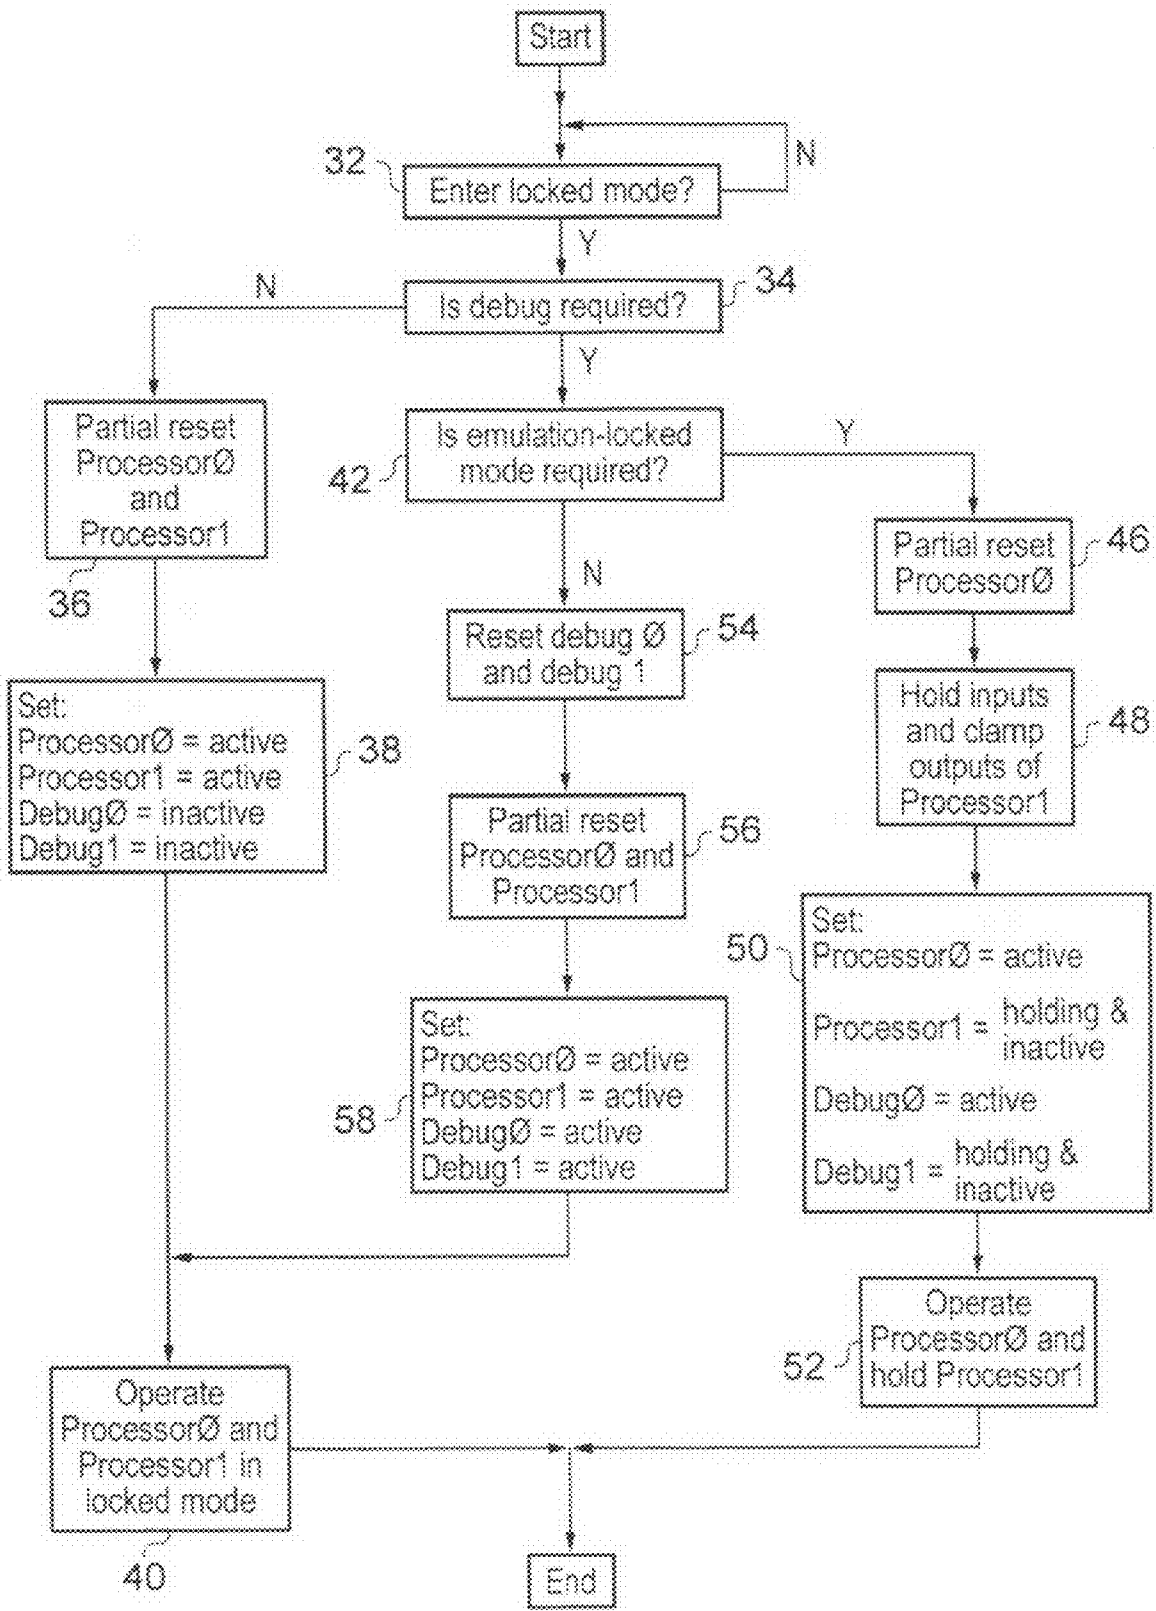 Start
N
32
Enter locked mode?
Y
34
N
Is debug required?
Y
Partial reset
ProcessorØ
and
Processor1
36
Is emulation-locked
mode required?
42
Y
N
Partial reset
ProcessorØ
46
Reset debug Ø
and debug 1
54
Hold inputs
and clamp
outputs of
Processor1
48
Set:
ProcessorØ = active
Processor1 = active
DebugØ = inactive
Debug1 = inactive
38
Partial reset
ProcessorØ and
Processor1
56
Set:
ProcessorØ = active
Processor1 = holding &
inactive
DebugØ = active
Debug1 = holding &
inactive
50
Set:
ProcessorØ = active
Processor1 = active
DebugØ = active
Debug1 = active
58
Operate
ProcessorØ and
hold Processor1
52
Operate
ProcessorØ and
Processor1 in
locked mode
40
End